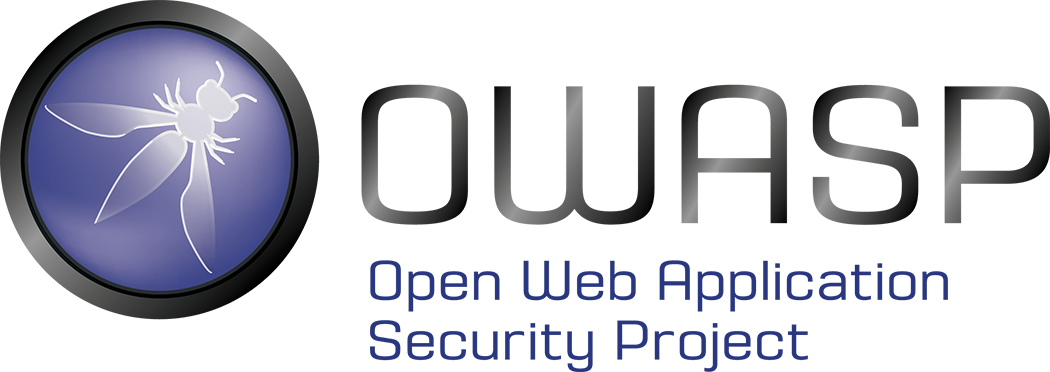 OWASP
Open Web Application
Security Project